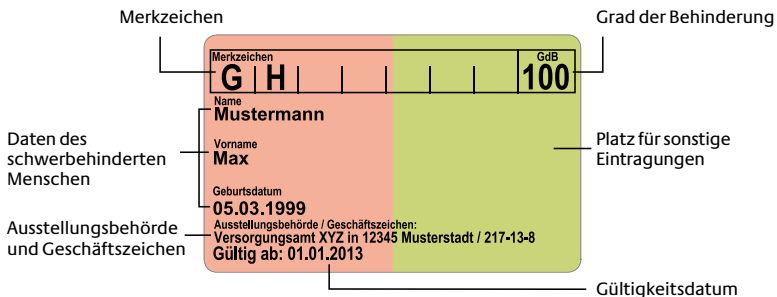 Merkzeichen
Grad der Behinderung
Merkzeichen
GdB
G H 100
Name
Mustermann
Daten des
schwerbehinderten
Menschen
Vorname
Max
Platz für sonstige
Eintragungen
Geburtsdatum
05.03.1999
Ausstellungsbehörde
und Geschäftszeichen
Ausstellungsbehörde / Geschäftszeichen:
Versorgungsamt XYZ in 12345 Musterstadt / 217-13-8
Gültig ab: 01.01.2013
Gültigkeitsdatum